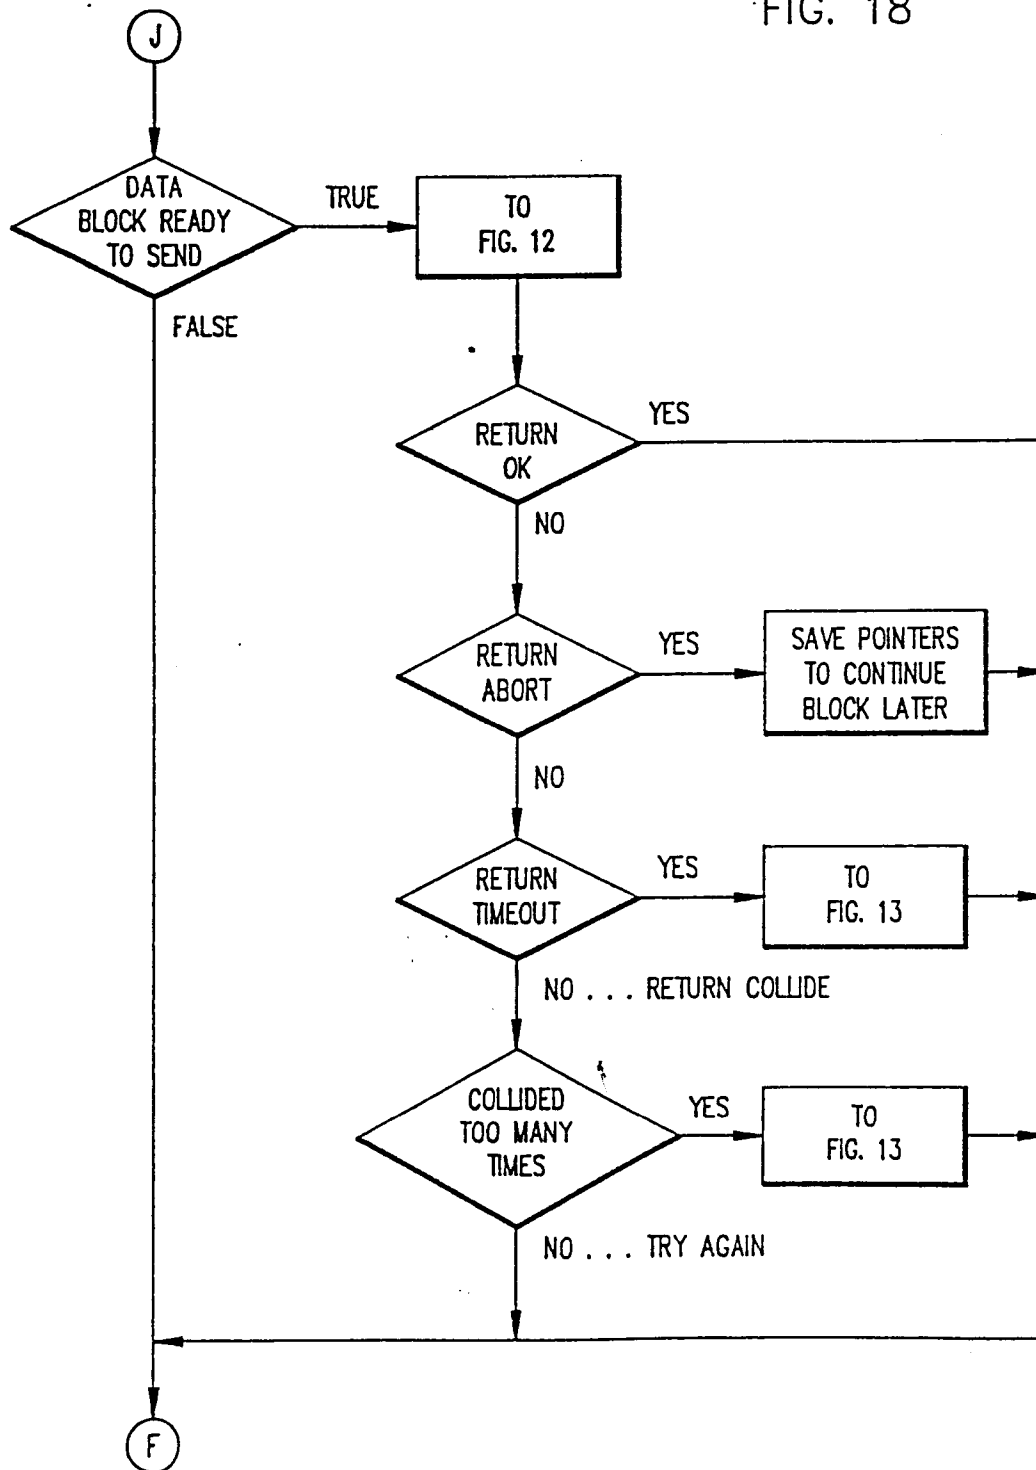 FIG. 18
J
DATA
BLOCK READY
TO SEND
TRUE
TO
FIG. 12
FALSE
RETURN
OK
YES
NO
RETURN
ABORT
YES
SAVE POINTERS
TO CONTINUE
BLOCK LATER
NO
RETURN
TIMEOUT
YES
TO
FIG. 13
NO . . . RETURN COLLIDE
COLLIDED
TOO MANY
TIMES
YES
TO
FIG. 13
NO . . . TRY AGAIN
F